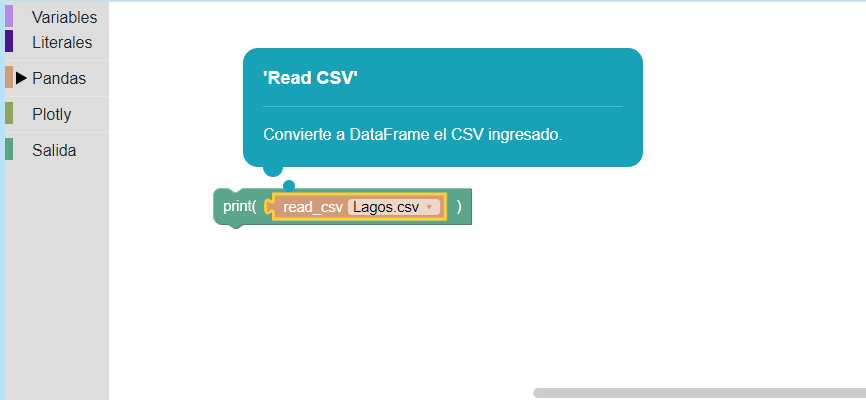 Variables
Literales
Pandas
Plotly
Salida
'Read CSV'
Convierte a DataFrame el CSV ingresado.
print( read_csv Lagos.csv )